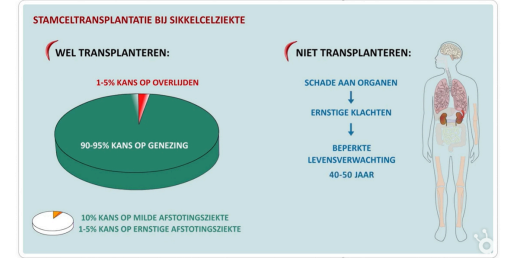 STAMCELTRANSPLANTATIE BIJ SIKKELCELZIEKTE
WEL TRANSPLANTEREN:
1-5% KANS OP OVERLIJDEN
90-95% KANS OP GENEZING
10% KANS OP MILDE AFSTOTINGSZIEKTE
1-5% KANS OP ERNSTIGE AFSTOTINGSZIEKTE
NIET TRANSPLANTEREN:
SCHADE AAN ORGANEN
ERNSTIGE KLACHTEN
BEPERKTE
LEVENSVERWACHTING
40-50 JAAR